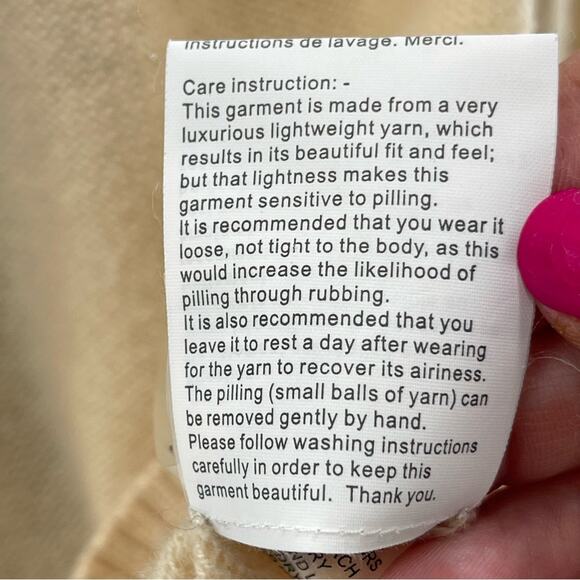 instructions de lavage. Merci.
Care instruction: -
This garment is made from a very
luxurious lightweight yarn, which
results in its beautiful fit and feel;
but that lightness makes this
garment sensitive to pilling.
It is recommended that you wear it
loose, not tight to the body, as this
would increase the likelihood of
pilling through rubbing.
It is also recommended that you
leave it to rest a day after wearing
for the yarn to recover its airiness.
The pilling (small balls of yarn) can
be removed gently by hand.
Please follow washing instructions
carefully in order to keep this
garment beautiful.  Thank you.